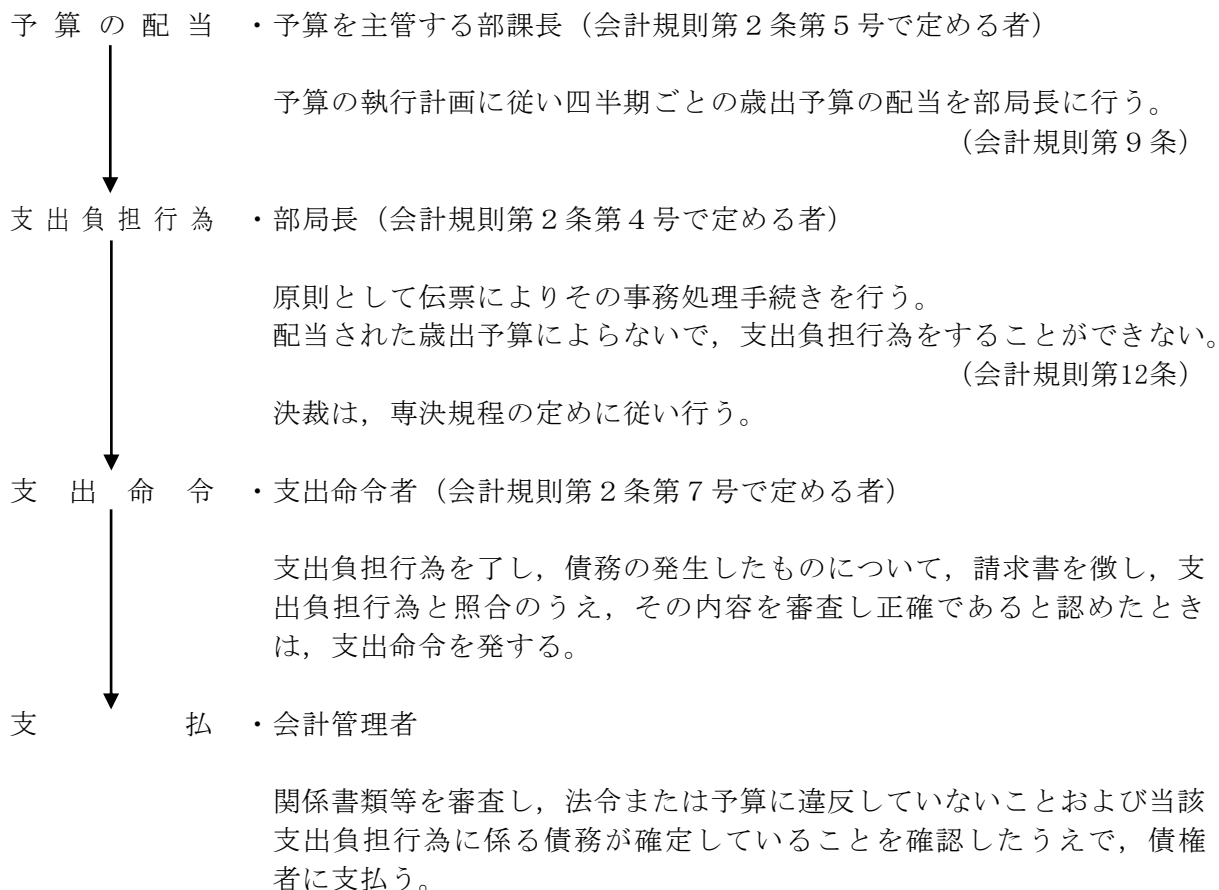 予算の配当 ・予算を主管する部課長（会計規則第２条第５号で定める者）
予算の執行計画に従い四半期ごとの歳出予算の配当を部局長に行う。
（会計規則第９条）
支出負担行為 ・部局長（会計規則第２条第４号で定める者）
原則として伝票によりその事務処理手続きを行う。
配当された歳出予算によらないで，支出負担行為をすることができない。
（会計規則第12条）
決裁は，専決規程の定めに従い行う。
支出命令 ・支出命令者（会計規則第２条第７号で定める者）
支出負担行為を了し，債務の発生したものについて，請求書を徴し，支
出負担行為と照合のうえ，その内容を審査し正確であると認めたとき
は，支出命令を発する。
支払 ・会計管理者
関係書類等を審査し，法令または予算に違反していないことおよび当該
支出負担行為に係る債務が確定していることを確認したうえで，債権
者に支払う。